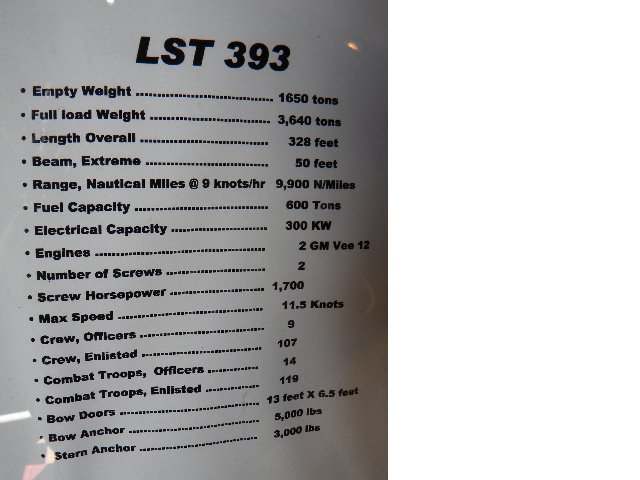 LST 393
• Empty Weight ........................................ 1650 tons
• Full load Weight .................................... 3,640 tons
• Length Overall ...................................... 328 feet
• Beam, Extreme ..................................... 50 feet
• Range, Nautical Miles @ 9 knots/hr 9,900 N/Miles
• Fuel Capacity ....................................... 600 Tons
• Electrical Capacity ............................. 300 KW
• Engines ................................................ 2 GM Vee 12
• Number of Screws ............................. 2
• Screw Horsepower ............................ 1,700
• Max Speed .......................................... 11.5 Knots
• Crew, Officers .................................... 9
• Crew, Enlisted .................................... 107
• Combat Troops, Officers ............... 14
• Combat Troops, Enlisted ............... 119
• Bow Doors ......................................... 13 feet X 6.5 feet
• Bow Anchor ...................................... 5,000 lbs
• Stern Anchor ................................... 3,000 lbs